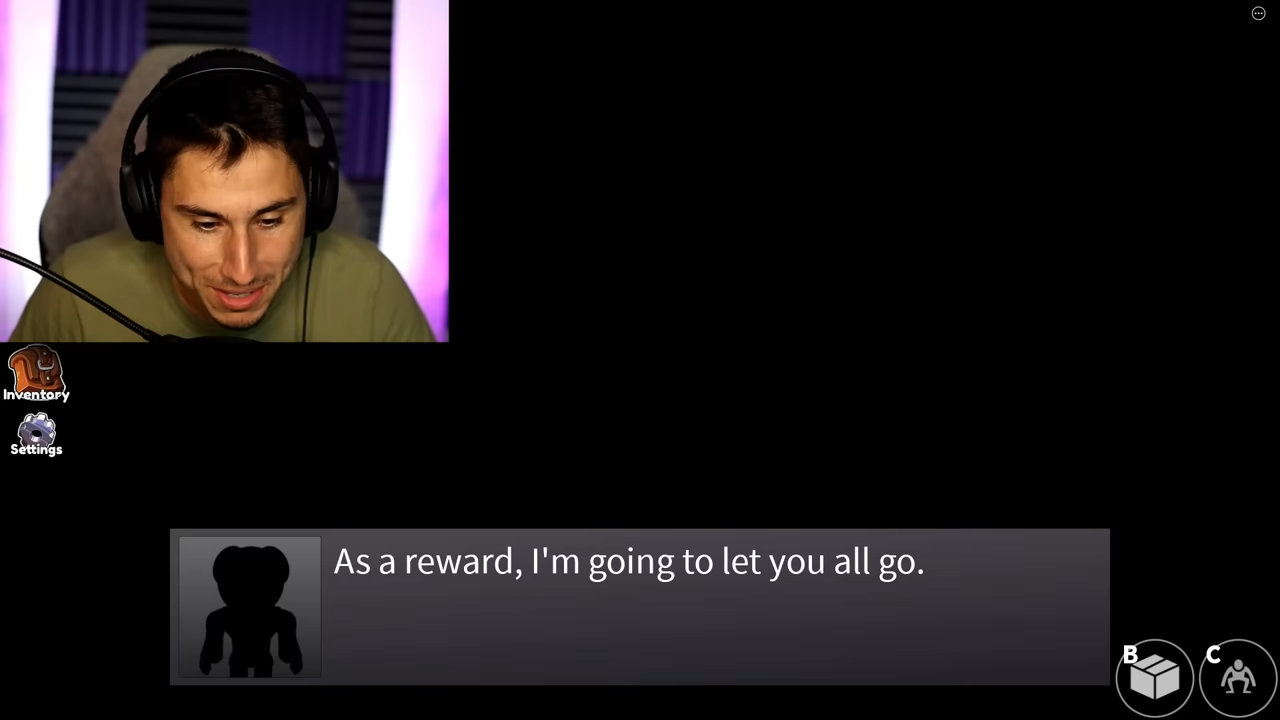 Inventory
Settings
As a reward, I'm going to let you all go.
B
C